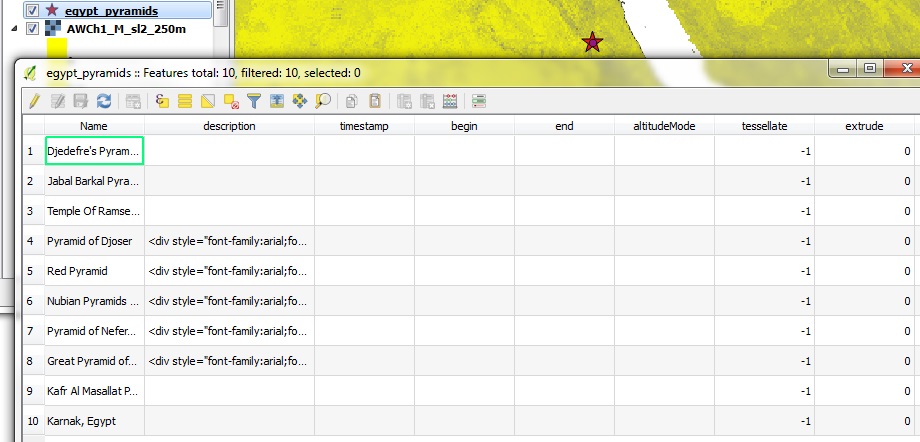 egypt_pyramids
AWCh1_M_sl2_250m
egypt_pyramids :: Features total: 10, filtered: 10, selected: 0
Name description timestamp begin end altitudeMode tessellate extrude
1 Djedefre's Pyram... -1 0
2 Jabal Barkal Pyra... -1 0
3 Temple Of Ramse... -1 0
4 Pyramid of Djoser <div style="font-family:arial;fo... -1 0
5 Red Pyramid <div style="font-family:arial;fo... -1 0
6 Nubian Pyramids ... <div style="font-family:arial;fo... -1 0
7 Pyramid of Nefer... <div style="font-family:arial;fo... -1 0
8 Great Pyramid of... <div style="font-family:arial;fo... -1 0
9 Kafr Al Masallat P... -1 0
10 Karnak, Egypt -1 0